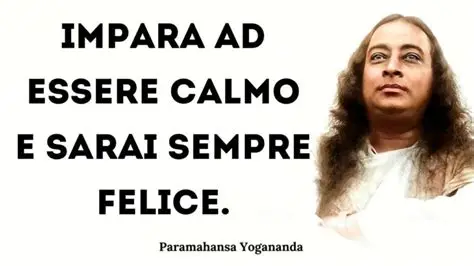 IMPARA AD
ESSERE CALMO
E SARAI SEMPRE
FELICE.
Paramahansa Yogananda